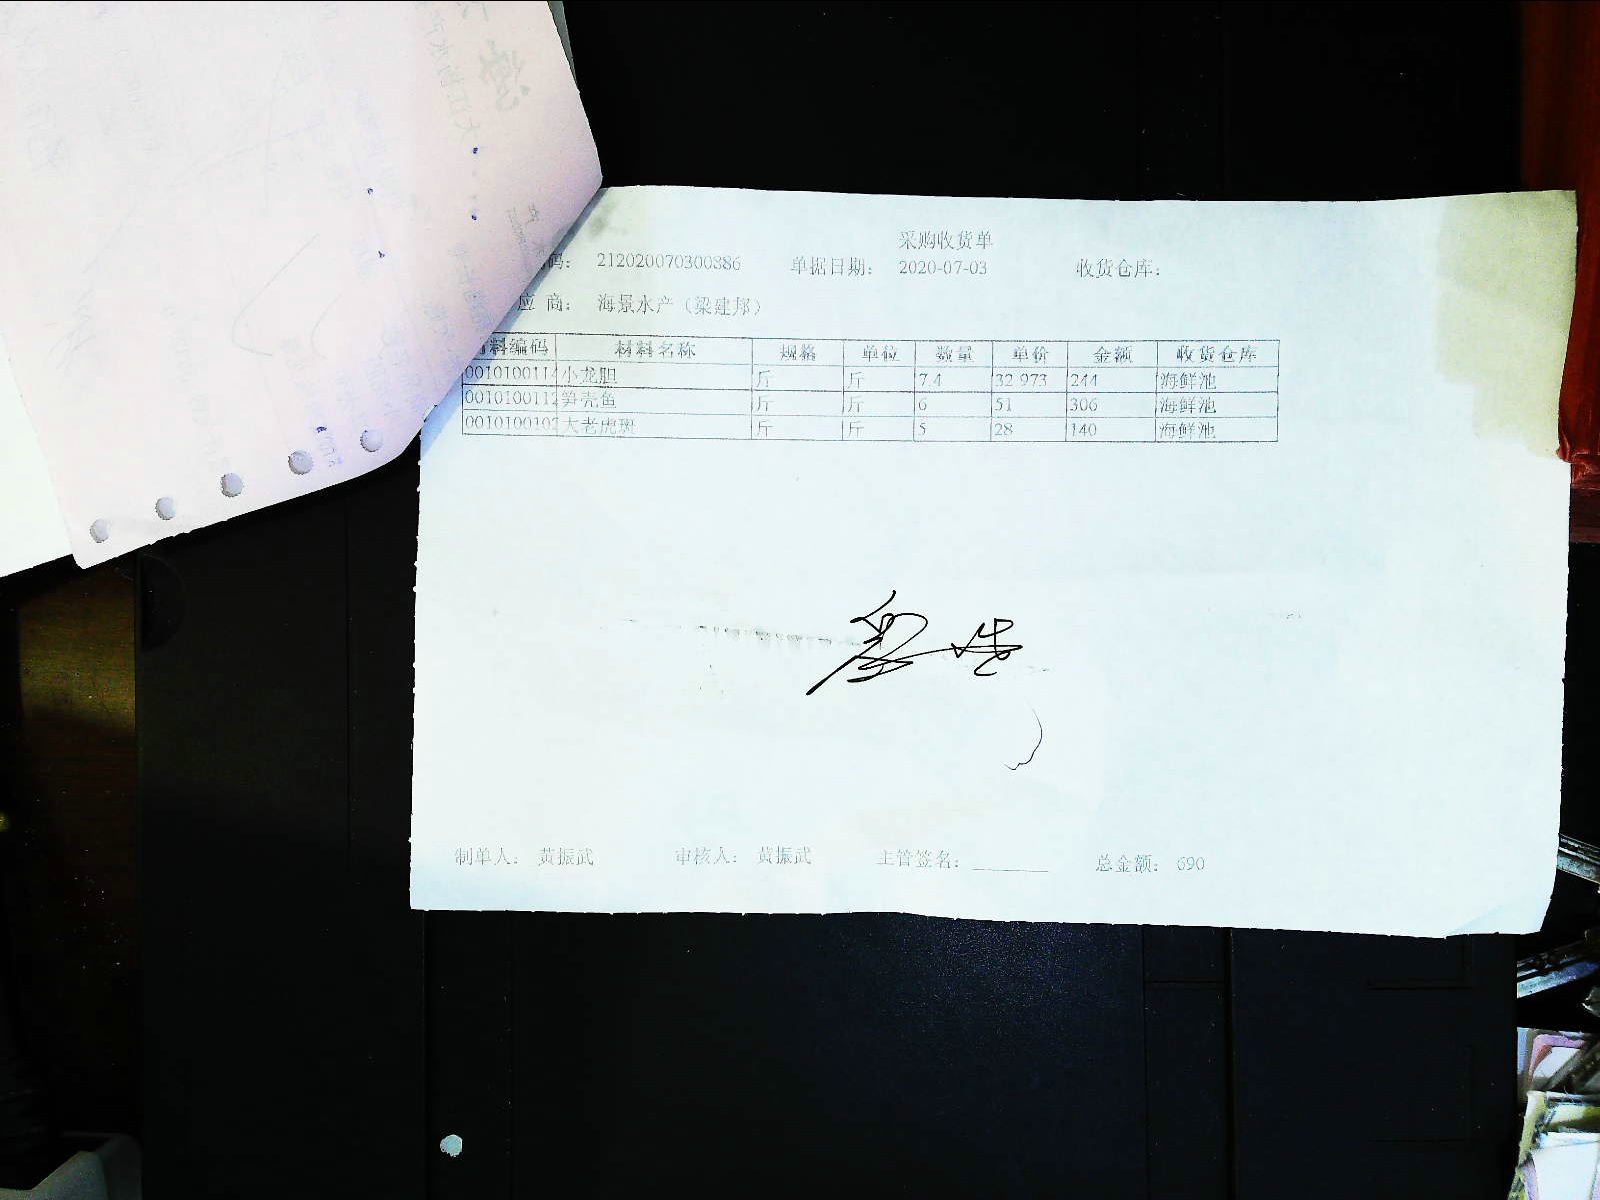 采购收货单
码： 212020070300886 单据日期： 2020-07-03 收货仓库：
应 商： 海景水产（梁建邦）
材料编码 材料名称 规格 单位 数量 单价 金额 收货仓库
0010100114 小龙胆 斤 斤 7.4 32.973 244 海鲜池
0010100112 笋壳鱼 斤 斤 6 51 306 海鲜池
0010100102 大老虎斑 斤 斤 5 28 140 海鲜池
制单人： 黄振武 审核人： 黄振武 主管签名：________ 总金额： 690